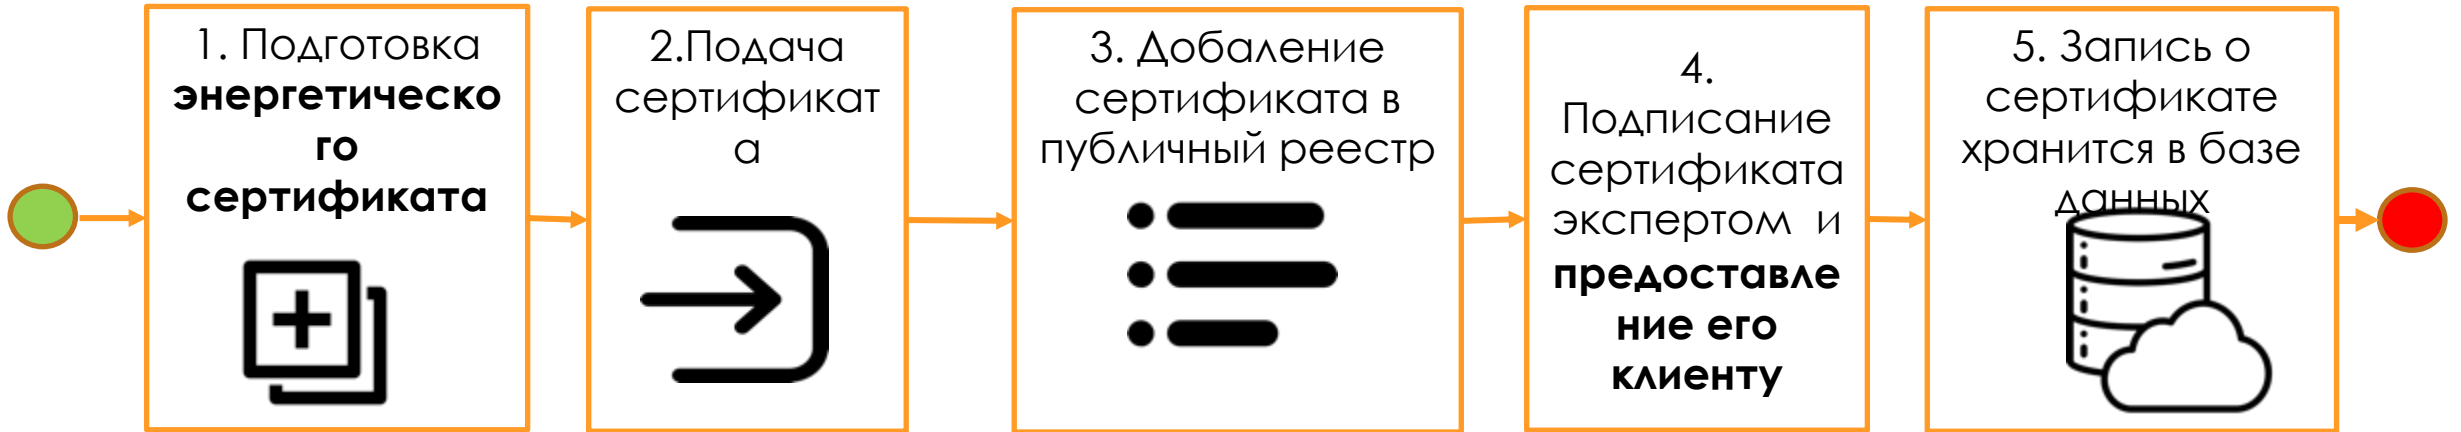 1. Подготовка
энергетическо
го
сертификата
2.Подача
сертификат
а
3. Добаление
сертификата в
публичный реестр
4.
Подписание
сертификата
экспертом и
предоставле
ние его
клиенту
5. Запись о
сертификате
хранится в базе
данных